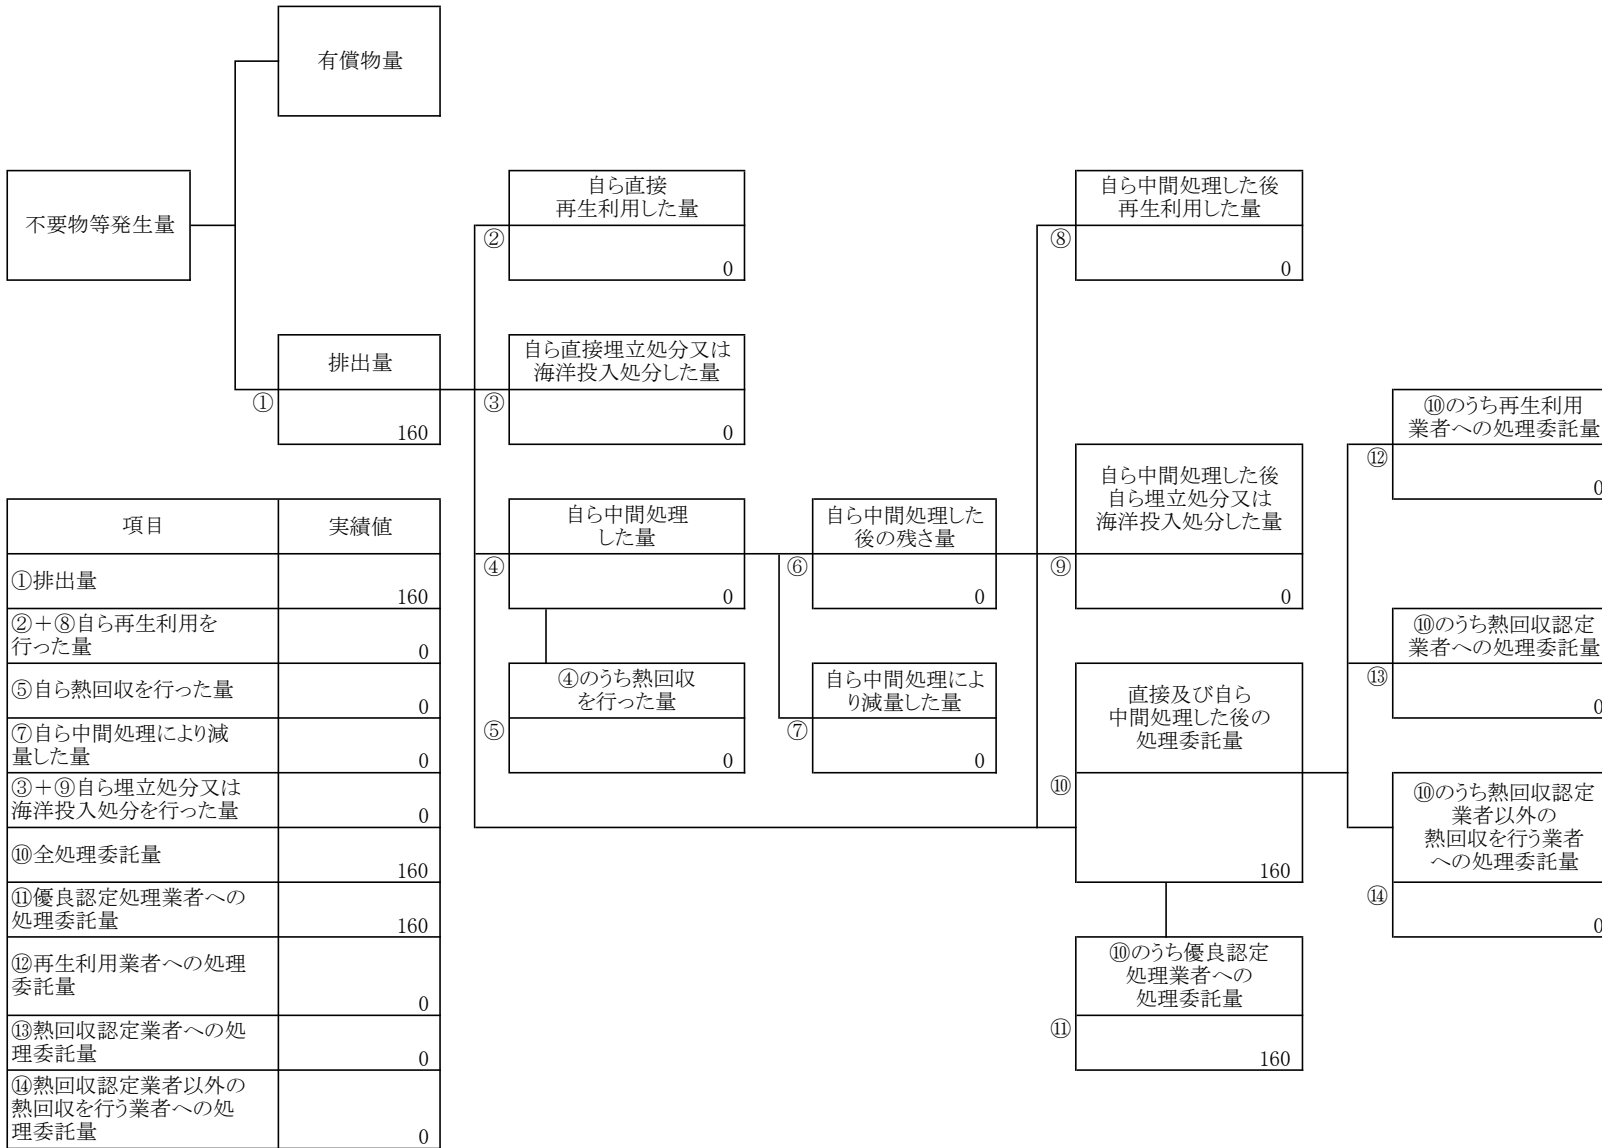 有償物量
不要物等発生量
自ら直接
再生利用した量
②
0
自ら中間処理した後
再生利用した量
⑧
0
排出量
①
160
自ら直接埋立処分又は
海洋投入処分した量
③
0
⑩のうち再生利用
業者への処理委託量
⑫
0
自ら中間処理
した量
④
0
自ら中間処理した
後の残さ量
⑥
0
自ら中間処理した後
自ら埋立処分又は
海洋投入処分した量
⑨
0
⑩のうち熱回収認定
業者への処理委託量
⑬
0
④のうち熱回収
を行った量
⑤
0
自ら中間処理によ
り減量した量
⑦
0
直接及び自ら
中間処理した後の
処理委託量
⑩
160
⑩のうち熱回収認定
業者以外の
熱回収を行う業者
への処理委託量
⑭
0
⑩のうち優良認定
処理業者への
処理委託量
⑪
160
項目 実績値
①排出量
160
②+⑧自ら再生利用を
行った量
0
⑤自ら熱回収を行った量
0
⑦自ら中間処理により減
量した量
0
③+⑨自ら埋立処分又は
海洋投入処分を行った量
0
⑩全処理委託量
160
⑪優良認定処理業者への
処理委託量
160
⑫再生利用業者への処理
委託量
0
⑬熱回収認定業者への処
理委託量
0
⑭熱回収認定業者以外の
熱回収を行う業者への処
理委託量
0